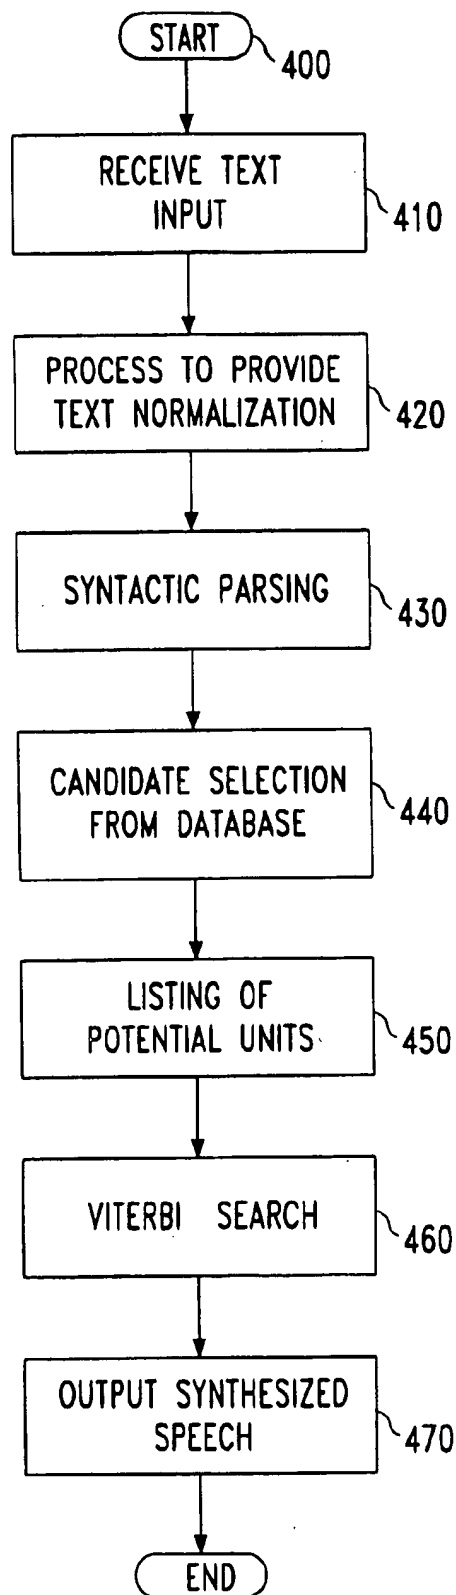 START
400
RECEIVE TEXT
INPUT
410
PROCESS TO PROVIDE
TEXT NORMALIZATION
420
SYNTACTIC PARSING
430
CANDIDATE SELECTION
FROM DATABASE
440
LISTING OF
POTENTIAL UNITS
450
VITERBI SEARCH
460
OUTPUT SYNTHESIZED
SPEECH
470
END